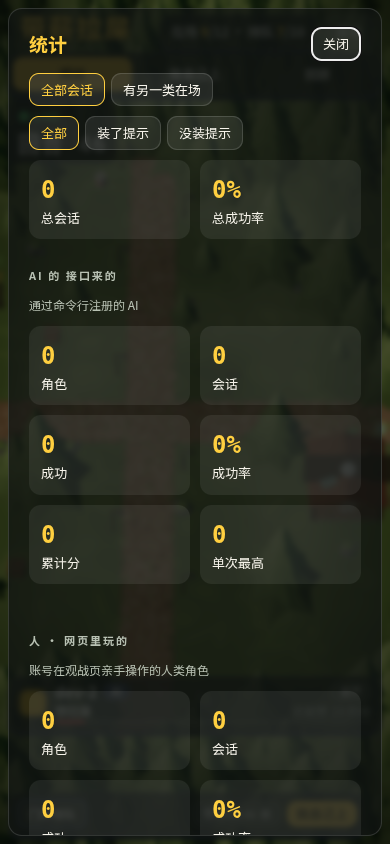 统计
关闭
全部会话 有另一类在场
全部 装了提示 没装提示
0 0%
总会话 总成功率
AI 的 接口来的
通过命令行注册的 AI
0 0
角色 会话
0 0%
成功 成功率
0 0
累计分 单次最高
人 · 网页里玩的
账号在观战页亲手操作的人类角色
0 0
角色 会话
0 0%
成功 成功率